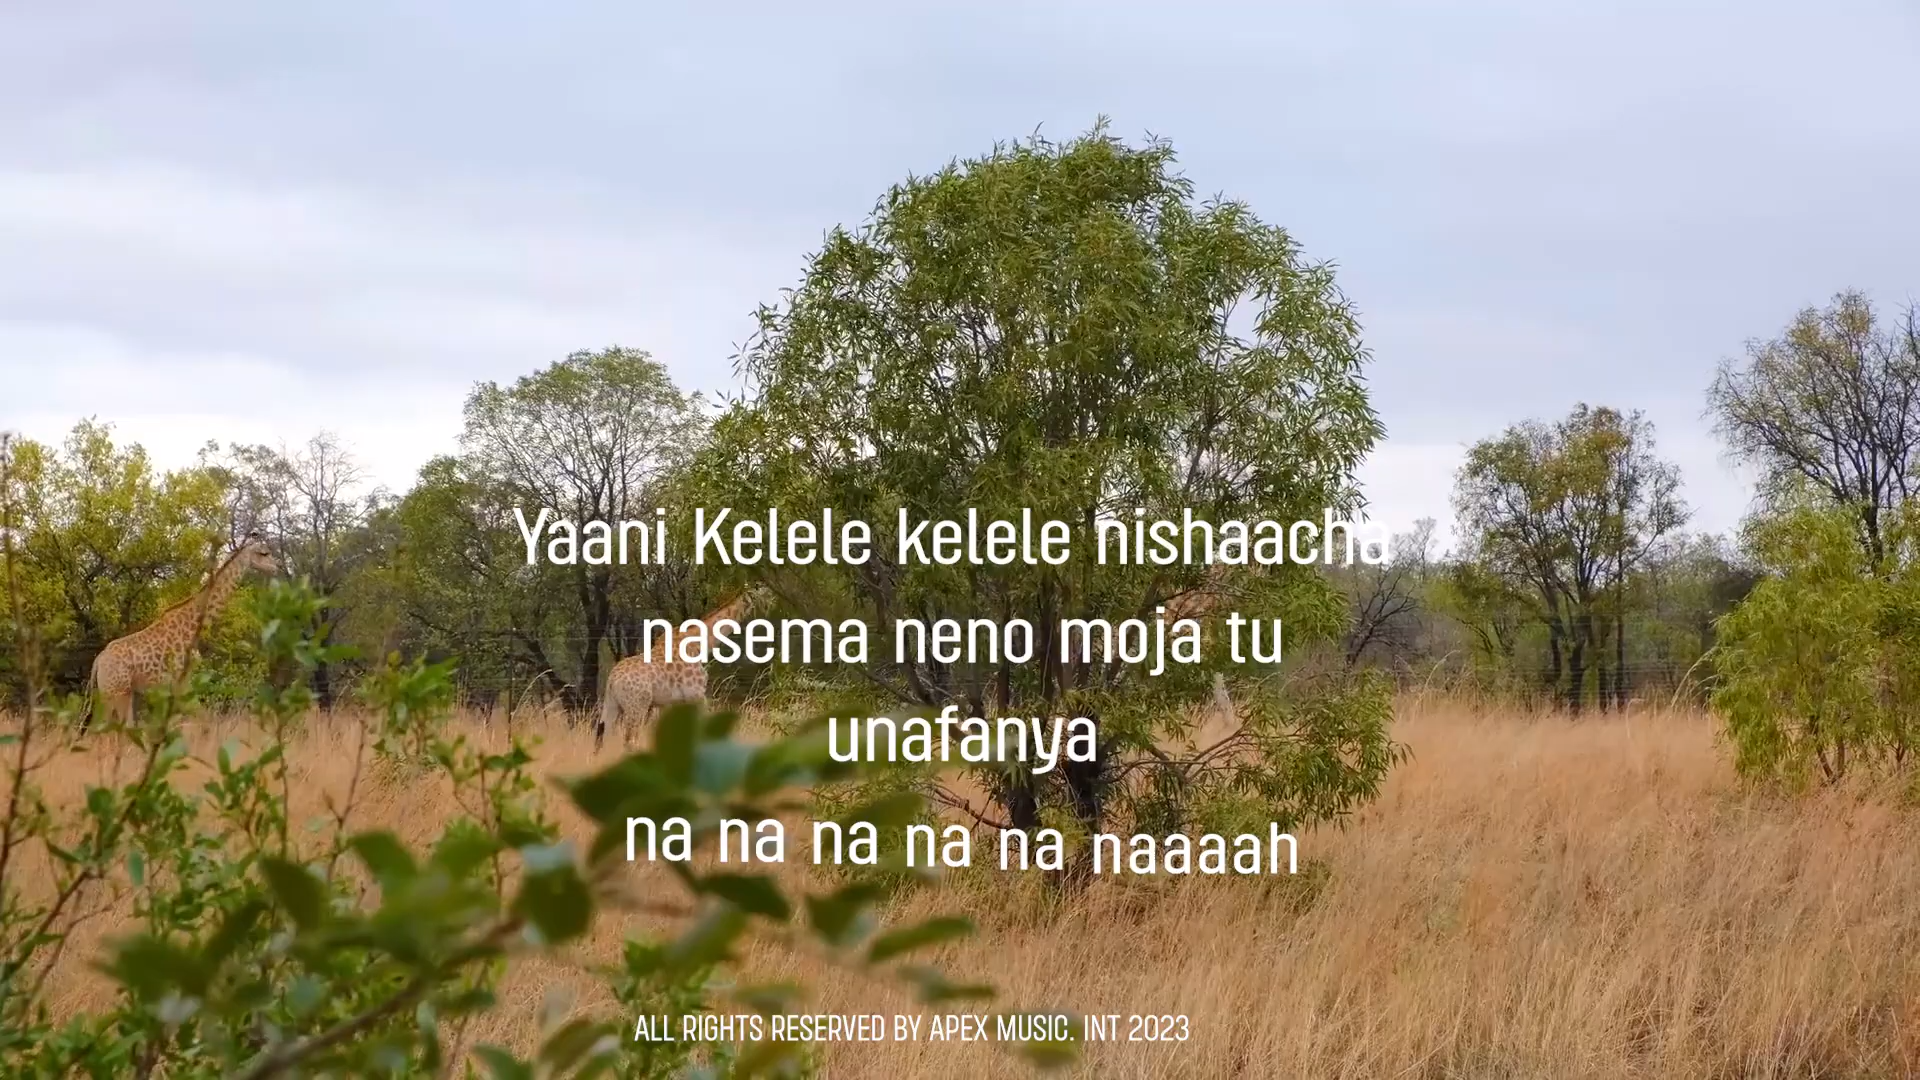 Yaani Kelele kelele nishaacha
nasema neno moja tu
unafanya
na na na na na naaaah
ALL RIGHTS RESERVED BY APEX MUSIC. INT 2023